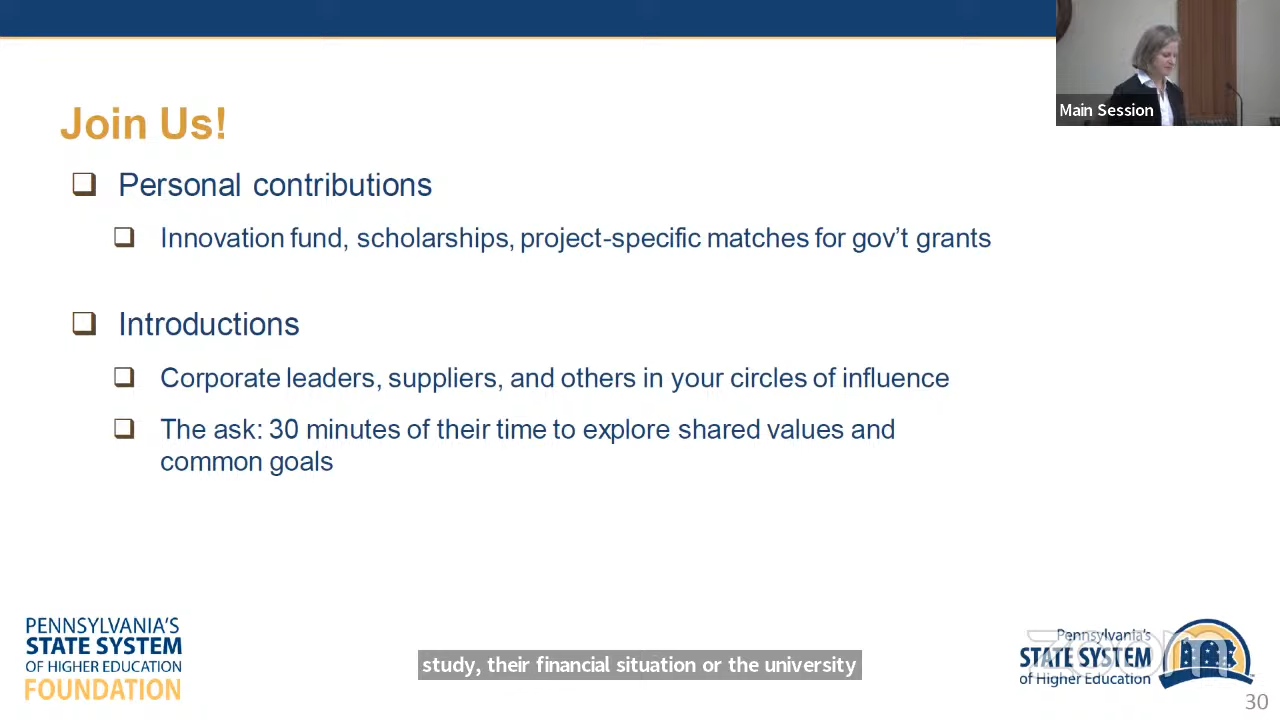 Main Session
Join Us!
Personal contributions
Innovation fund, scholarships, project-specific matches for gov’t grants
Introductions
Corporate leaders, suppliers, and others in your circles of influence
The ask: 30 minutes of their time to explore shared values and
common goals
PENNSYLVANIA'S
STATE SYSTEM
OF HIGHER EDUCATION
FOUNDATION
study, their financial situation or the university
Pennsylvania's
STATE SYSTEM
of Higher Education
zoom
30